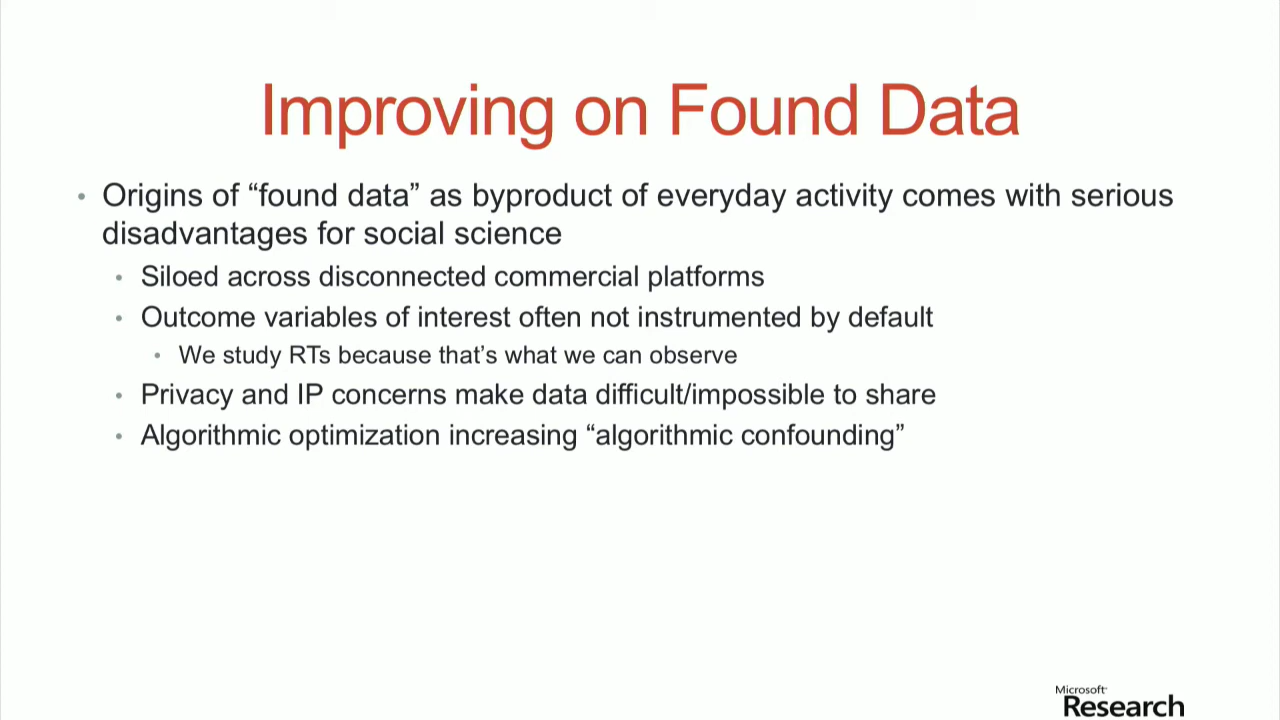 Improving on Found Data
• Origins of “found data” as byproduct of everyday activity comes with serious
disadvantages for social science
• Siloed across disconnected commercial platforms
• Outcome variables of interest often not instrumented by default
• We study RTs because that’s what we can observe
• Privacy and IP concerns make data difficult/impossible to share
• Algorithmic optimization increasing “algorithmic confounding”
Microsoft
Research